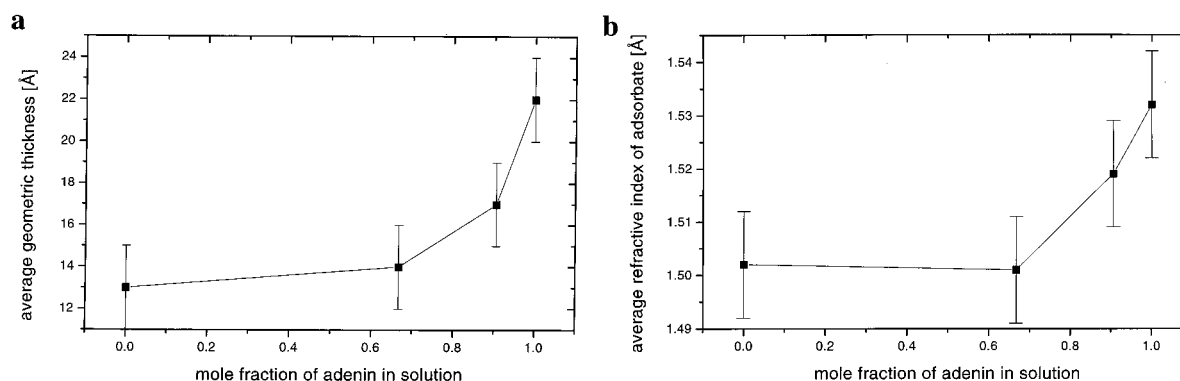 a
average geometric thickness [Å]
24
22
20
18
16
14
12
0.0 0.2 0.4 0.6 0.8 1.0
mole fraction of adenin in solution
b
average refractive index of adsorbate [Å]
1.54
1.53
1.52
1.51
1.50
1.49
0.0 0.2 0.4 0.6 0.8 1.0
mole fraction of adenin in solution